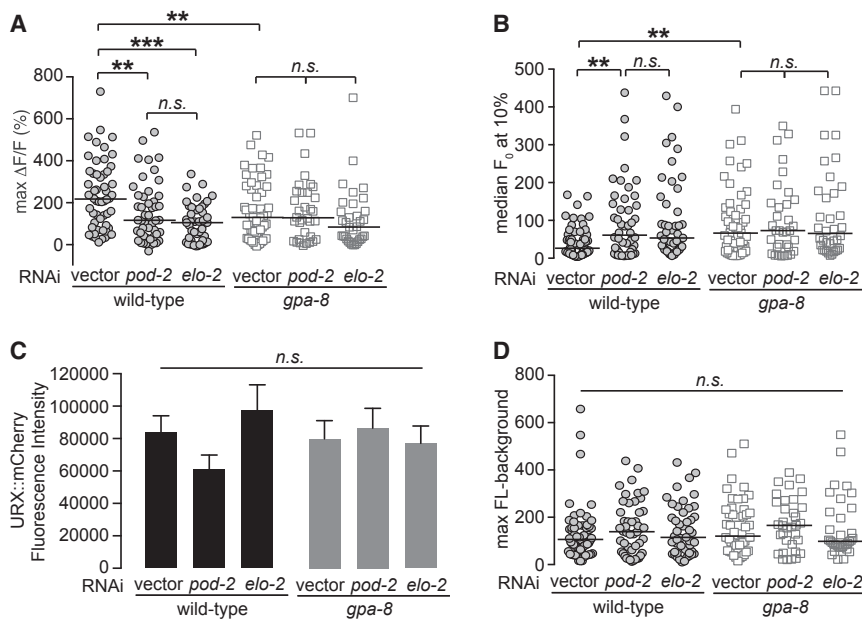 A
**
***
**
n.s.
n.s.
800
600
400
200
0
max ΔF/F (%)
RNAi vector pod-2 elo-2 vector pod-2 elo-2
wild-type gpa-8
B
**
**
n.s.
n.s.
500
400
300
200
100
0
median F0 at 10%
RNAi vector pod-2 elo-2 vector pod-2 elo-2
wild-type gpa-8
C
n.s.
120000
100000
80000
60000
40000
20000
0
URX::mCherry
Fluorescence Intensity
RNAi vector pod-2 elo-2 vector pod-2 elo-2
wild-type gpa-8
D
n.s.
800
600
400
200
0
max FL-background
RNAi vector pod-2 elo-2 vector pod-2 elo-2
wild-type gpa-8